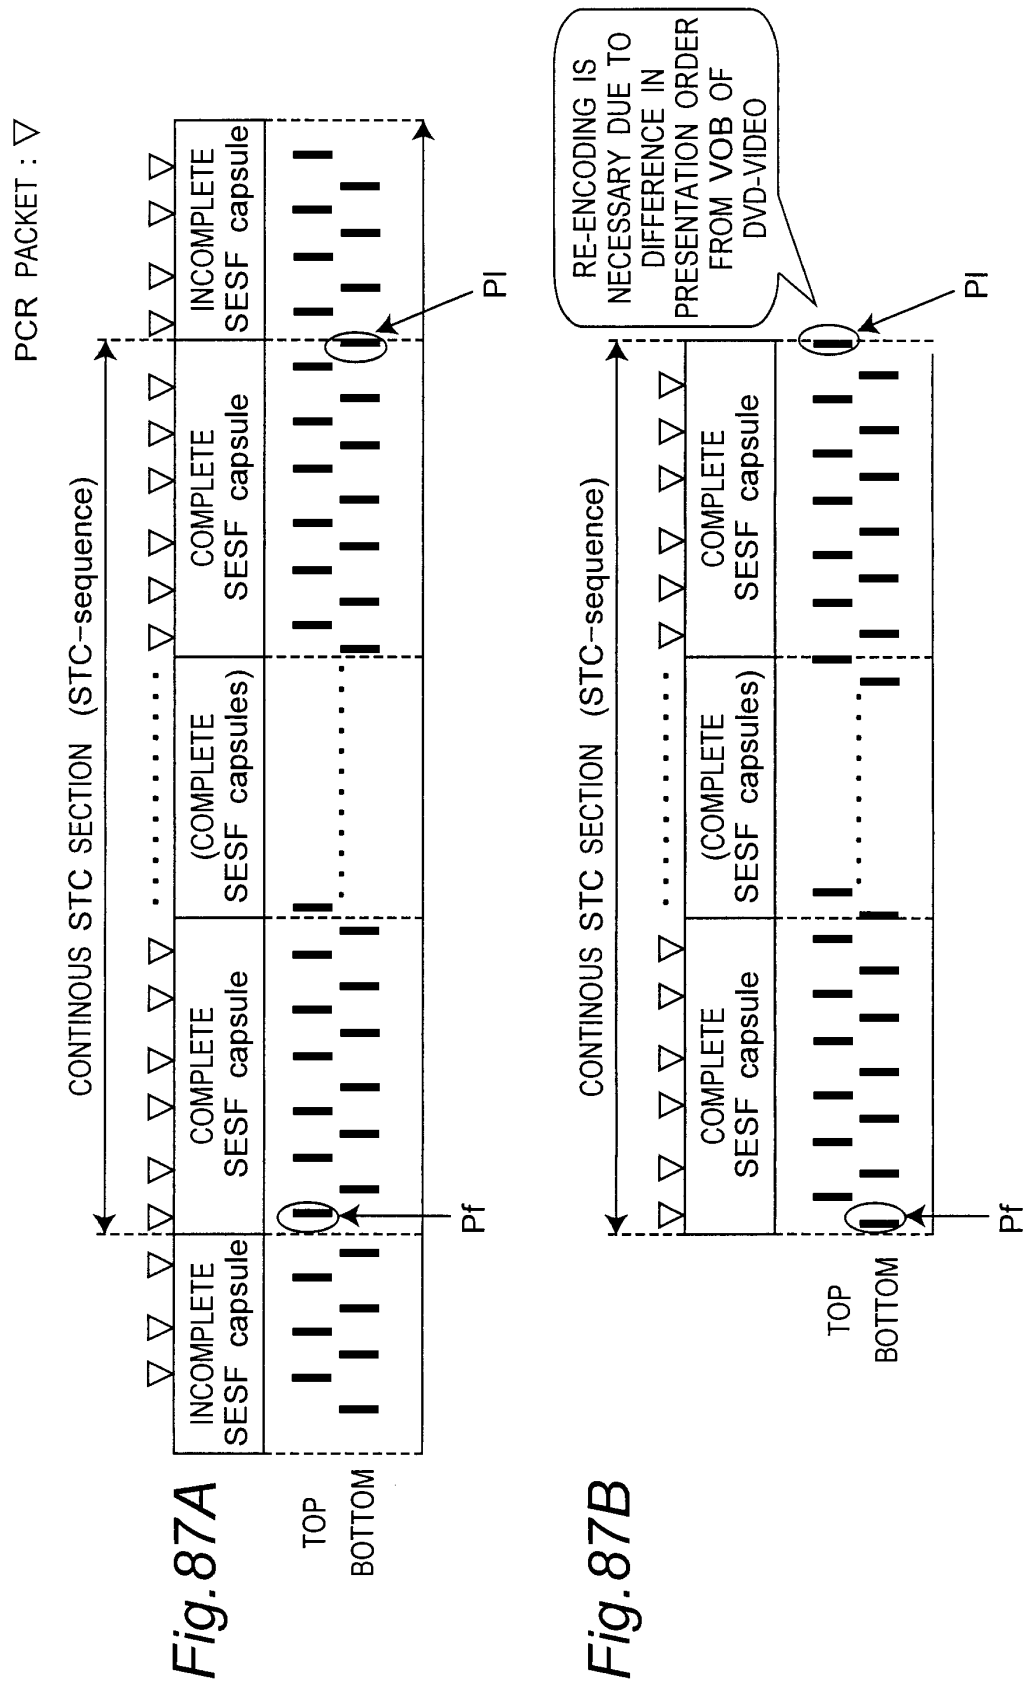 PCR PACKET : ▽
Fig.87A
CONTINOUS STC SECTION (STC-sequence)
INCOMPLETE
SESF capsule
COMPLETE
SESF capsule
(COMPLETE
SESF capsules)
COMPLETE
SESF capsule
INCOMPLETE
SESF capsule
TOP
BOTTOM
Pf
Pl
Fig.87B
CONTINOUS STC SECTION (STC-sequence)
COMPLETE
SESF capsule
(COMPLETE
SESF capsules)
COMPLETE
SESF capsule
TOP
BOTTOM
Pf
Pl
RE-ENCODING IS
NECESSARY DUE TO
DIFFERENCE IN
PRESENTATION ORDER
FROM VOB OF
DVD-VIDEO